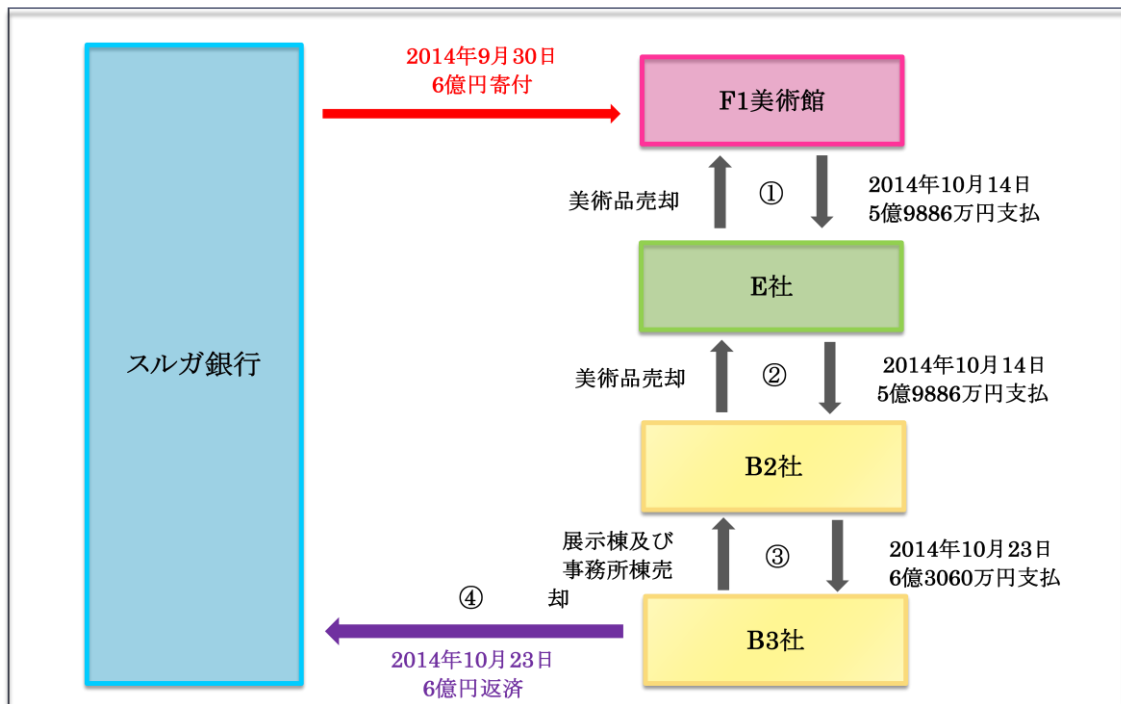 2014年9月30日
6億円寄付
F1美術館
美術品売却
①
2014年10月14日
5億9886万円支払
E社
スルガ銀行
美術品売却
②
2014年10月14日
5億9886万円支払
B2社
展示棟及び
事務所棟売
却
③
2014年10月23日
6億3060万円支払
④
B3社
2014年10月23日
6億円返済